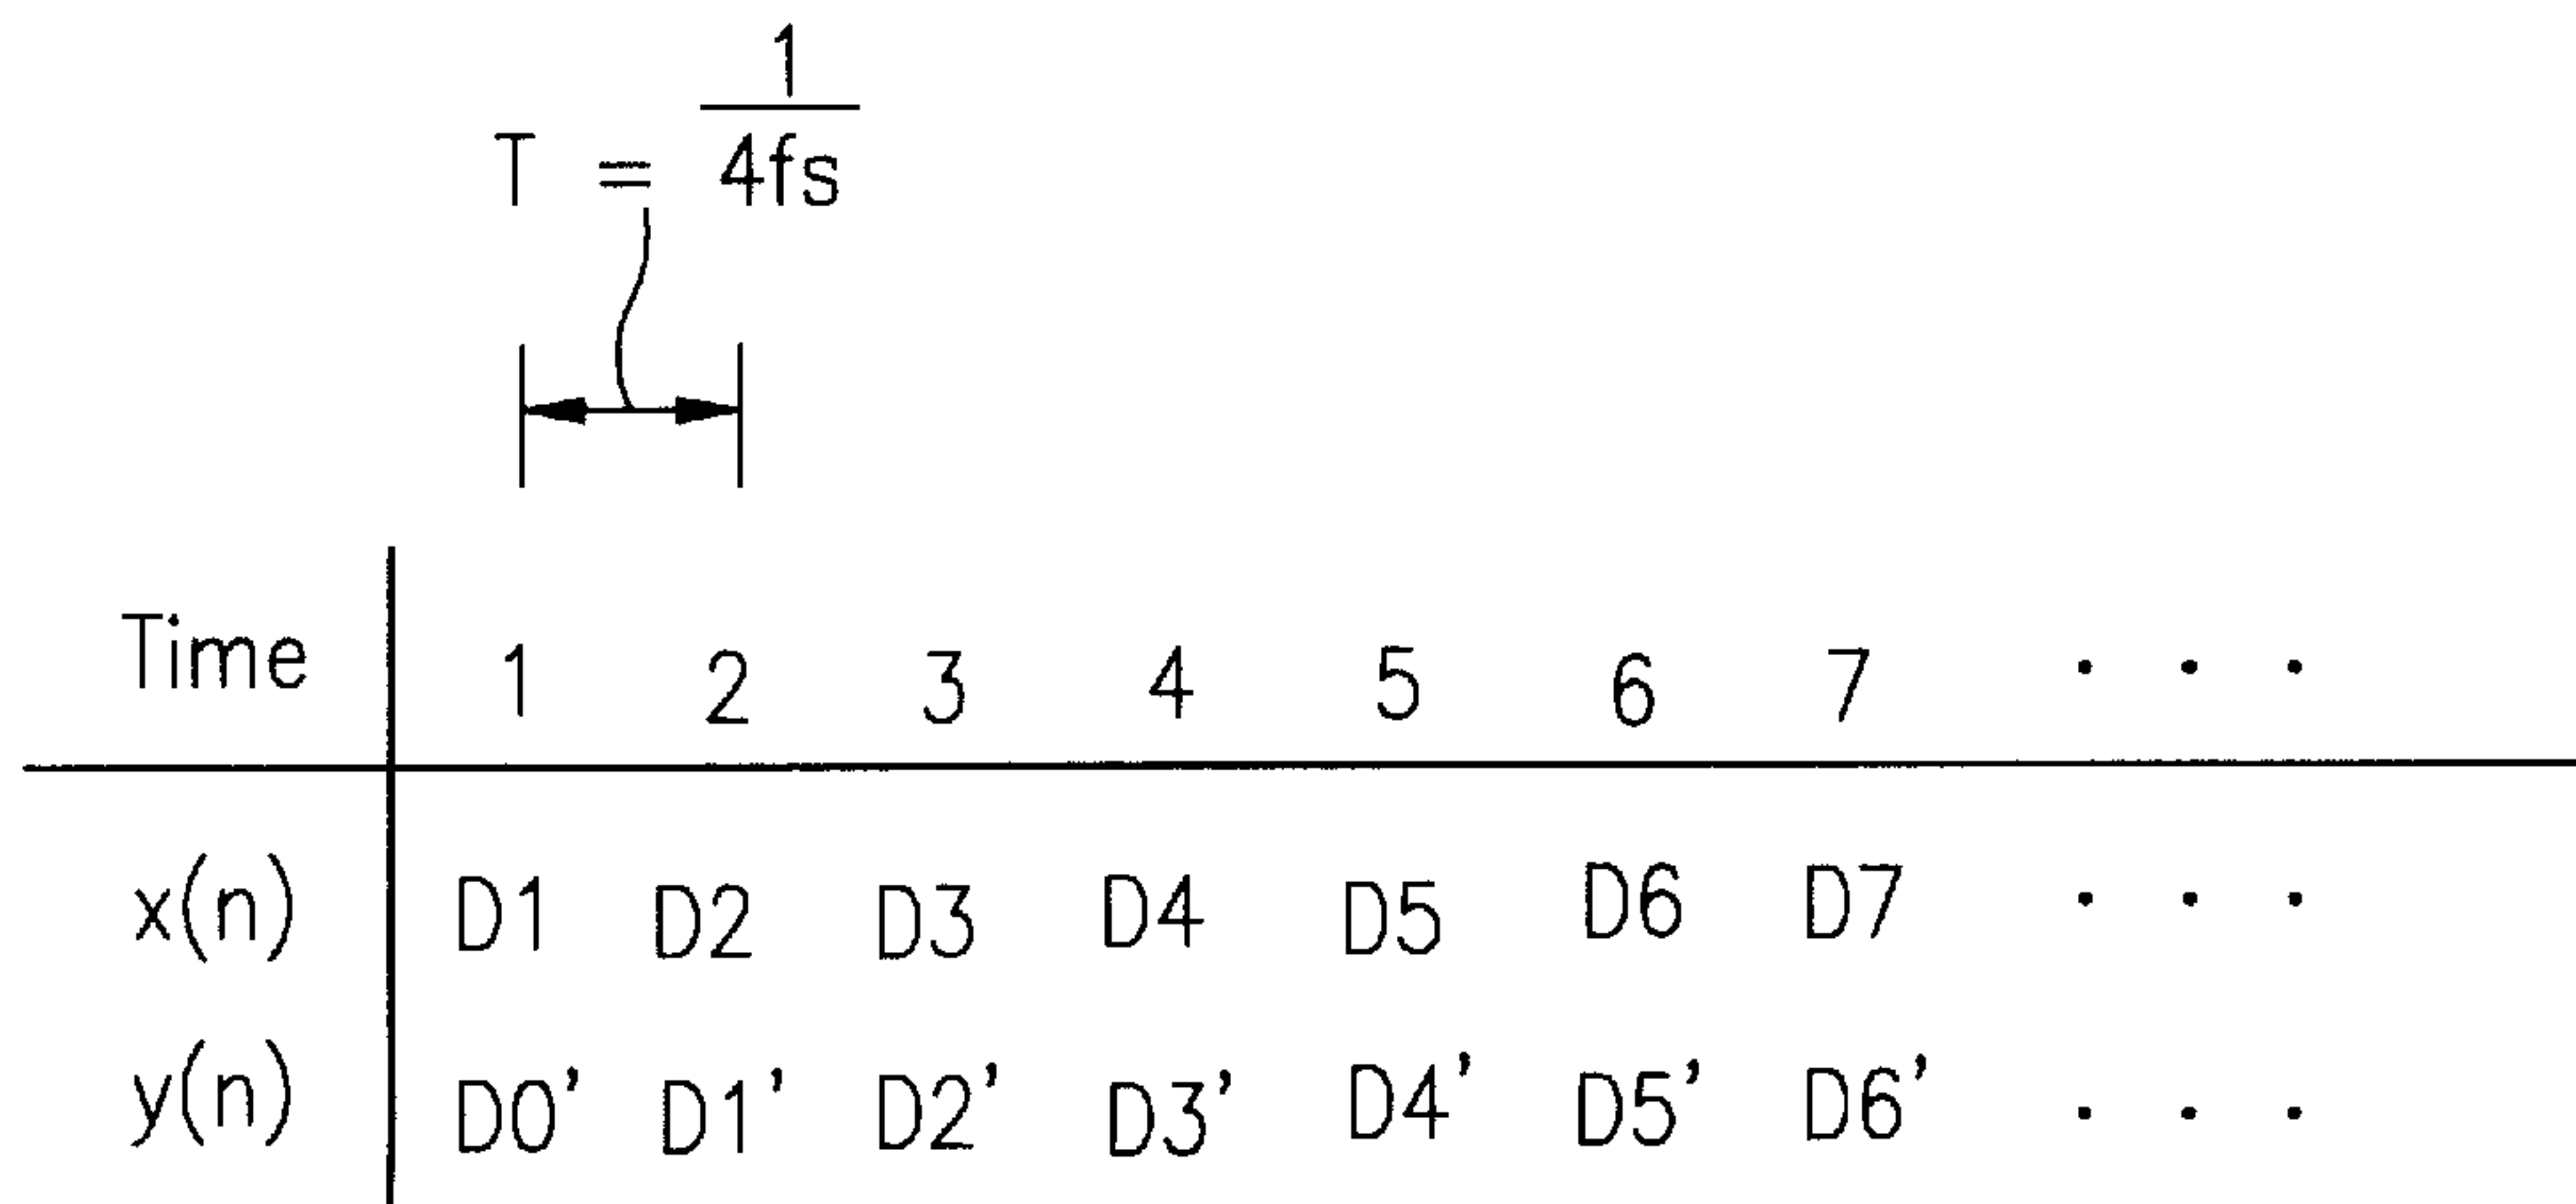 T = 1/4fs
Time 1 2 3 4 5 6 7 . . .
x(n) D1 D2 D3 D4 D5 D6 D7 . . .
y(n) D0' D1' D2' D3' D4' D5' D6' . . .